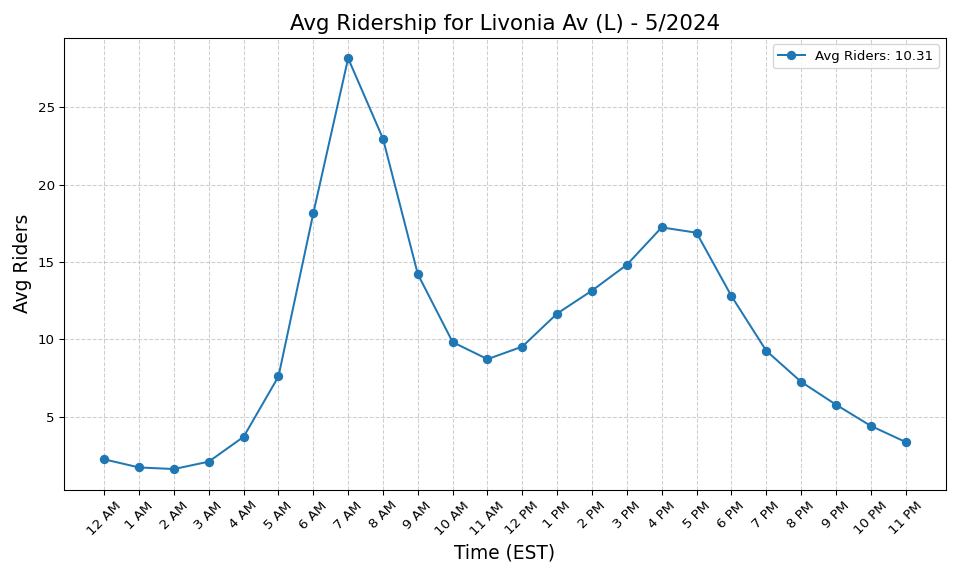 Avg Ridership for Livonia Av (L) - 5/2024
Avg Riders: 10.31
Avg Riders
25
20
15
10
5
12 AM
1 AM
2 AM
3 AM
4 AM
5 AM
6 AM
7 AM
8 AM
9 AM
10 AM
11 AM
12 PM
1 PM
2 PM
3 PM
4 PM
5 PM
6 PM
7 PM
8 PM
9 PM
10 PM
11 PM
Time (EST)